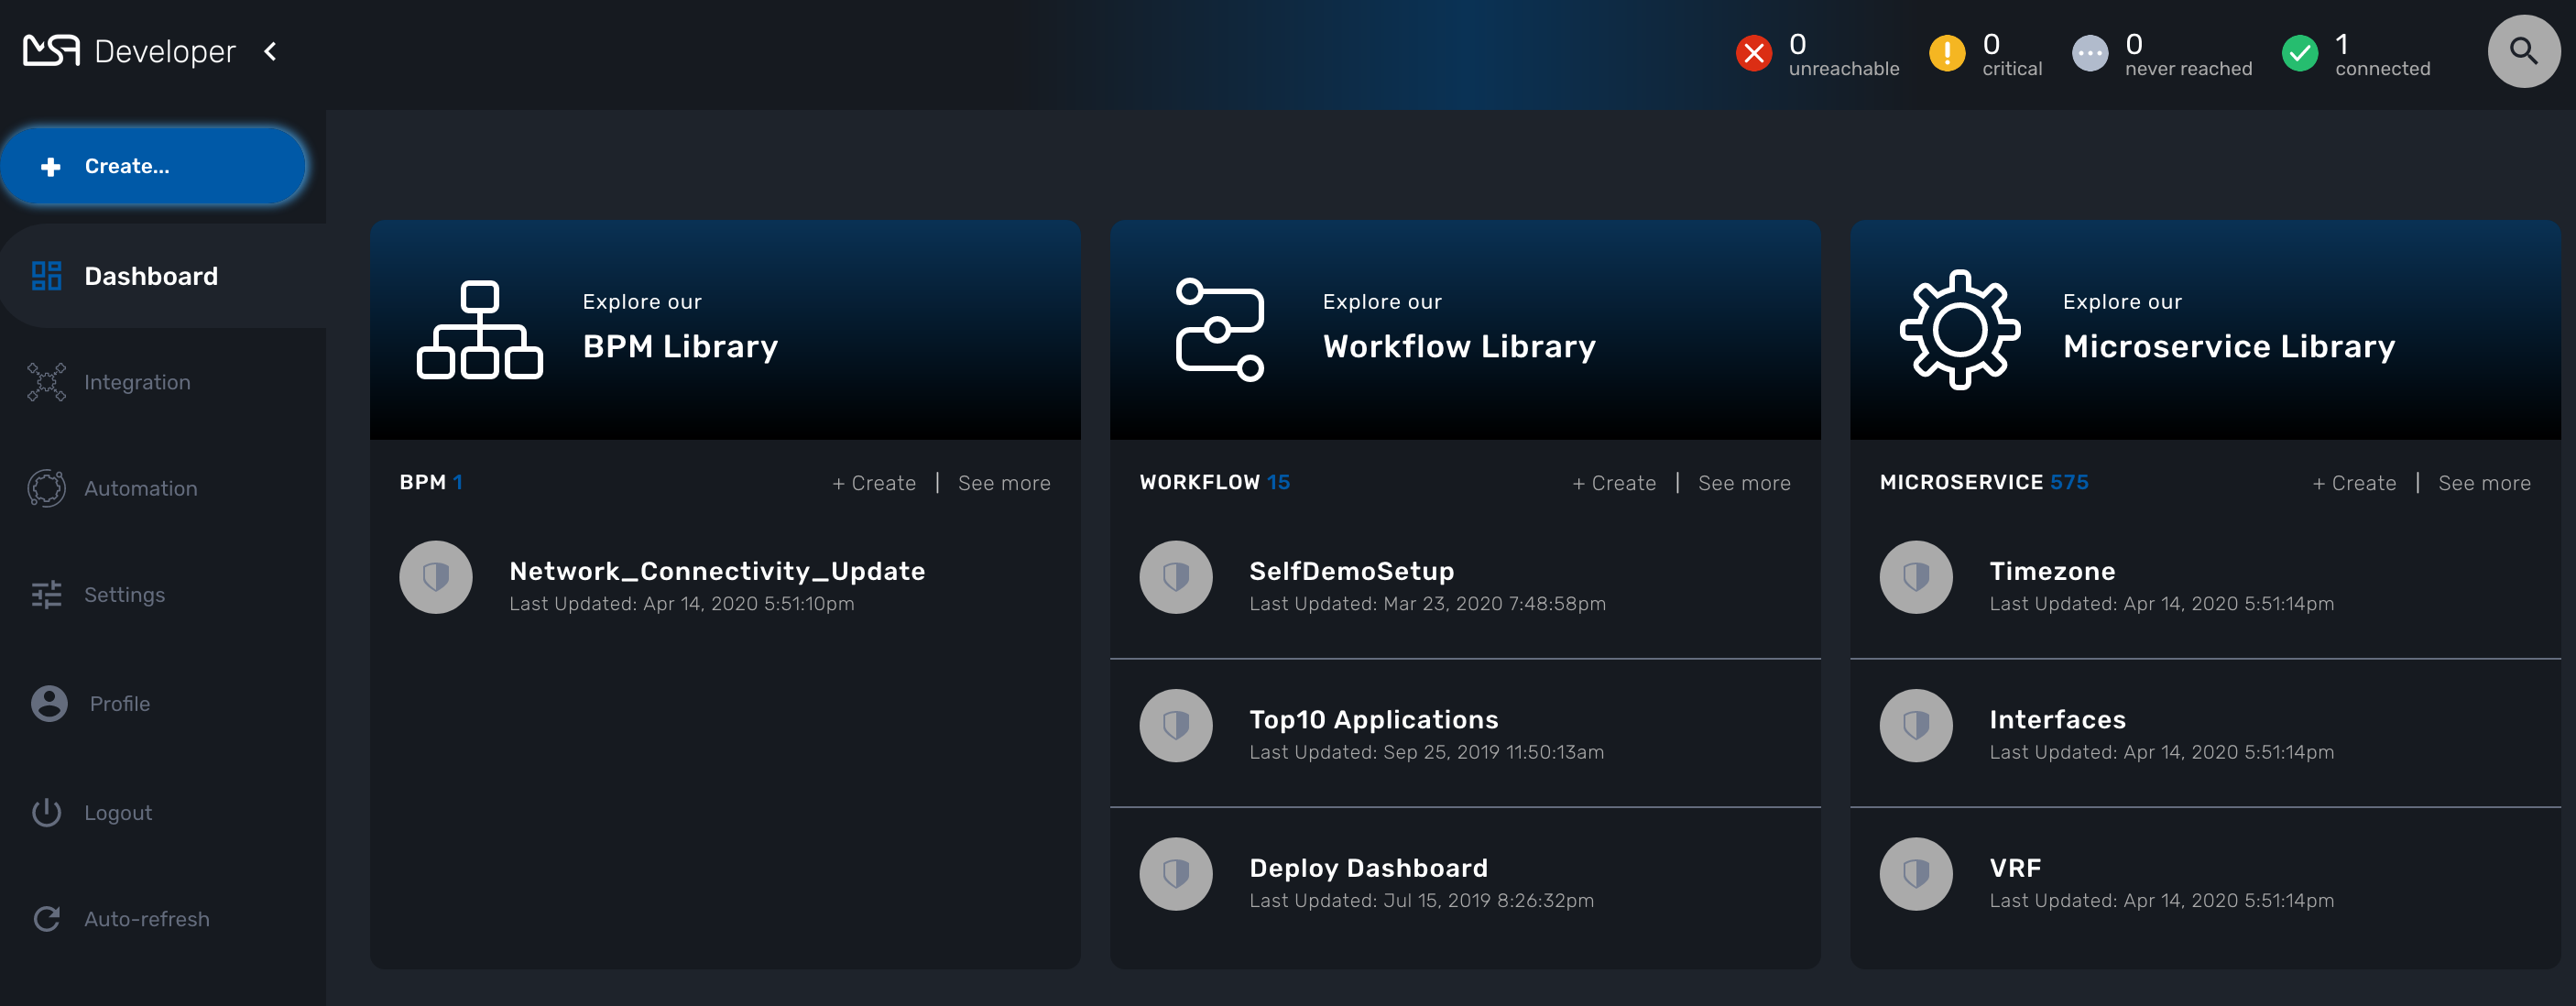 MSA Developer
0
unreachable
0
critical
0
never reached
1
connected
Create...
Dashboard
Integration
Automation
Settings
Profile
Logout
Auto-refresh
Explore our
BPM Library
BPM 1
+ Create | See more
Network_Connectivity_Update
Last Updated: Apr 14, 2020 5:51:10pm
Explore our
Workflow Library
WORKFLOW 15
+ Create | See more
SelfDemoSetup
Last Updated: Mar 23, 2020 7:48:58pm
Top10 Applications
Last Updated: Sep 25, 2019 11:50:13am
Deploy Dashboard
Last Updated: Jul 15, 2019 8:26:32pm
Explore our
Microservice Library
MICROSERVICE 575
+ Create | See more
Timezone
Last Updated: Apr 14, 2020 5:51:14pm
Interfaces
Last Updated: Apr 14, 2020 5:51:14pm
VRF
Last Updated: Apr 14, 2020 5:51:14pm